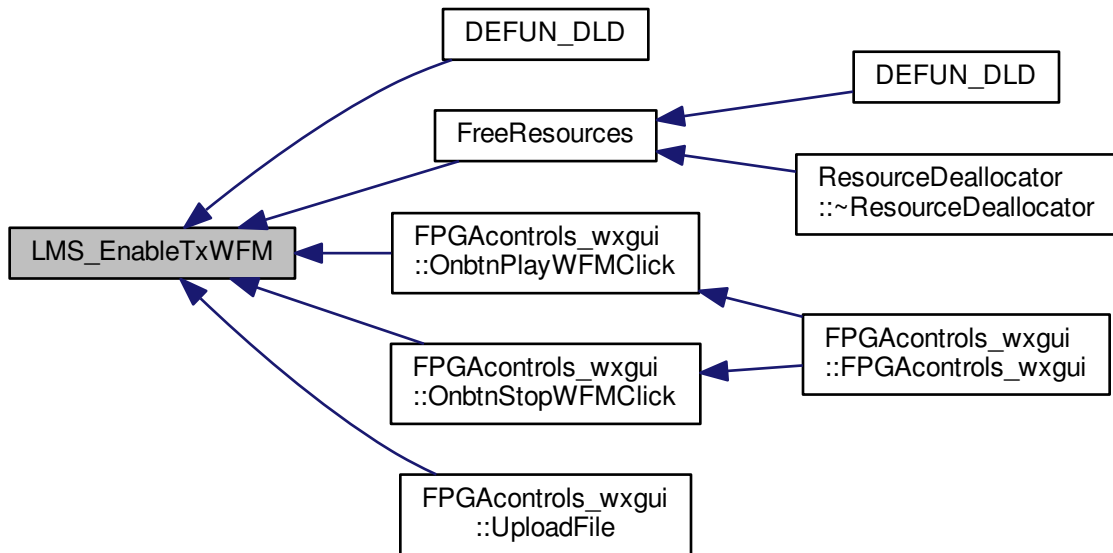 DEFUN_DLD
DEFUN_DLD
FreeResources
ResourceDeallocator
::~ResourceDeallocator
LMS_EnableTxWFM
FPGAcontrols_wxgui
::OnbtnPlayWFMClick
FPGAcontrols_wxgui
::FPGAcontrols_wxgui
FPGAcontrols_wxgui
::OnbtnStopWFMClick
FPGAcontrols_wxgui
::UploadFile